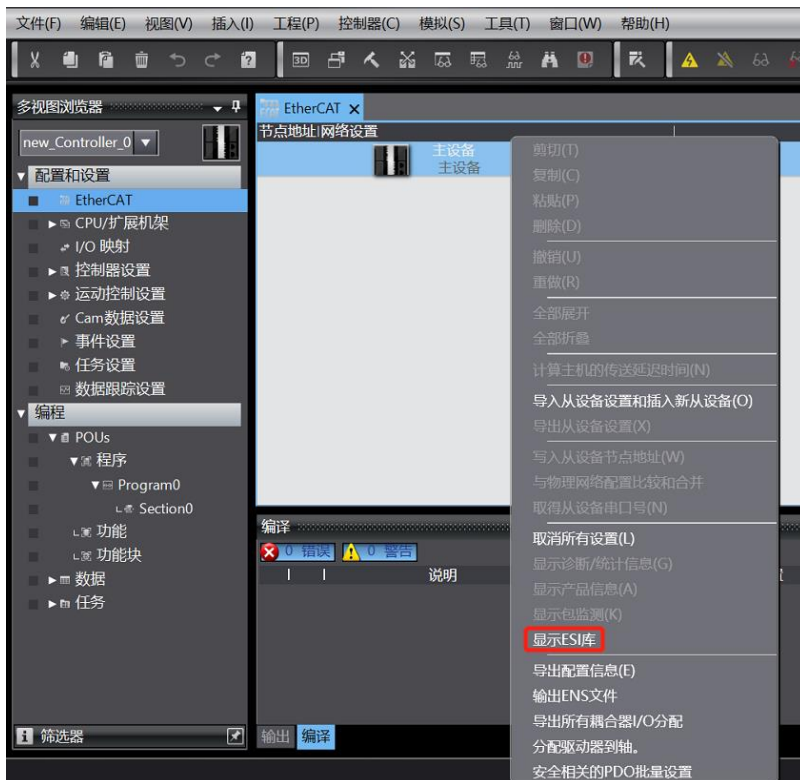 文件(F) 编辑(E) 视图(V) 插入(I) 工程(P) 控制器(C) 模拟(S) 工具(T) 窗口(W) 帮助(H)
多视图浏览器
new_Controller_0
配置和设置
EtherCAT
CPU/扩展机架
I/O 映射
控制器设置
运动控制设置
Cam数据设置
事件设置
任务设置
数据跟踪设置
编程
POUs
程序
Program0
Section0
功能
功能块
数据
任务
筛选器
EtherCAT
节点地址|网络设置
主设备
主设备
剪切(T)
复制(C)
粘贴(P)
删除(D)
撤销(U)
重做(R)
全部展开
全部折叠
计算主机的传送延迟时间(N)
导入从设备设置和插入新从设备(O)
导出从设备设置(X)
写入从设备节点地址(W)
与物理网络配置比较和合并
取得从设备串口号(N)
取消所有设置(L)
显示诊断/统计信息(G)
显示产品信息(A)
显示包监测(K)
显示ESI库
导出配置信息(E)
输出ENS文件
导出所有耦合器I/O分配
分配驱动器到轴。
安全相关的PDO批量设置
编译
0 错误 0 警告
说明
输出 编译